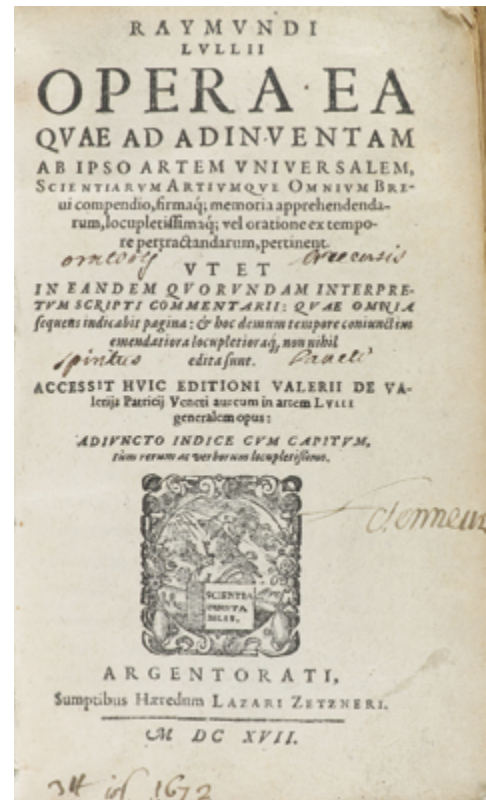 RAYMVNDI
LVLLII
OPERA EA
QVAE AD ADINVENTAM
AB IPSO ARTEM VNIVERSALEM,
SCIENTIARVM ARTIVMQVE OMNIVM BRE-
ui compendio, firmaq́; memoria apprehendenda-
rum, locupletiſſimaq́; vel oratione ex tempo-
re pertractandarum, pertinent.
VT ET
IN EANDEM QVORVNDAM INTERPRE-
TVM SCRIPTI COMMENTARII: QVAE OMNIA
ſequens indicabit pagina: & hoc demum tempore coniunctim
emendatiora locupletioraq́, non nihil
spiritus edita ſunt.
ACCESSIT HVIC EDITIONI VALERII DE VA-
lerijs Patricij Veneti aureum in artem LVLLI
generalem opus:
ADIVNCTO INDICE CVM CAPITVM,
tum rerum ac verborum locupletiſſimo.
SCIENTIA
IMMUTA
BILIS.
ARGENTORATI,
Sumptibus Hæredum LAZARI ZETZNERI.
M DC XVII.
1672